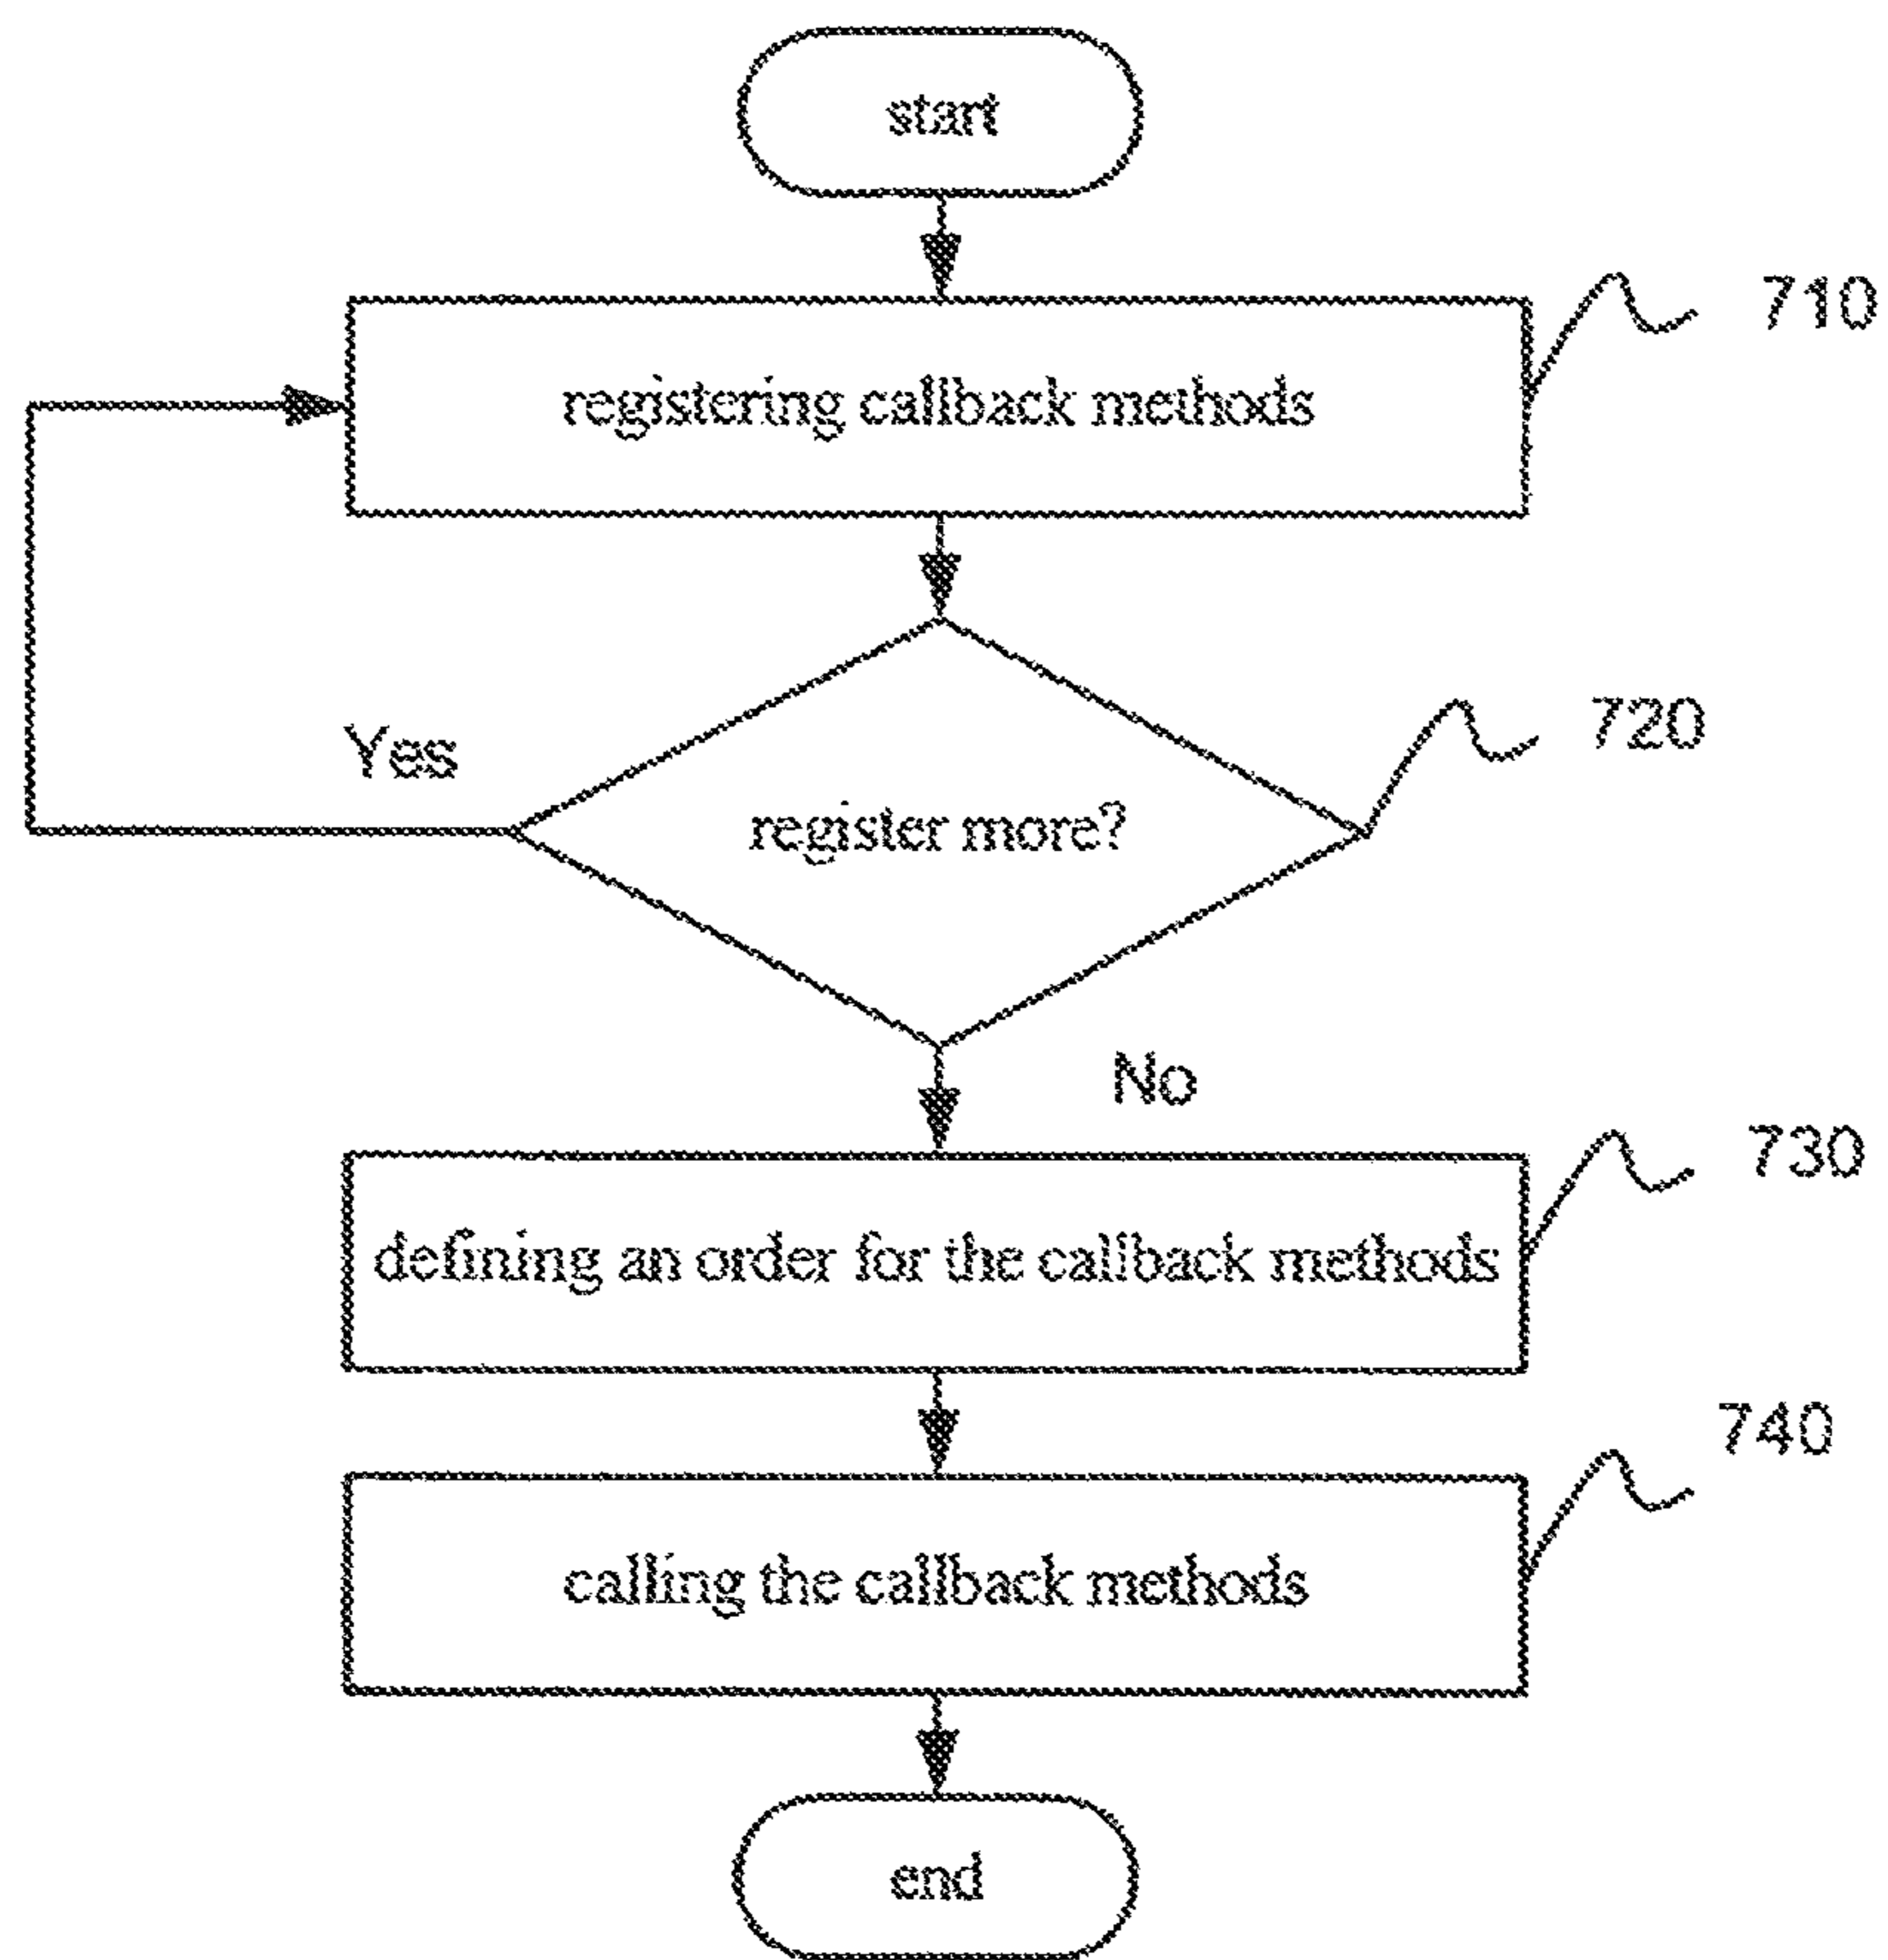 start
710
registering callback methods
720
Yes
register more?
No
730
defining an order for the callback methods
740
calling the callback methods
end